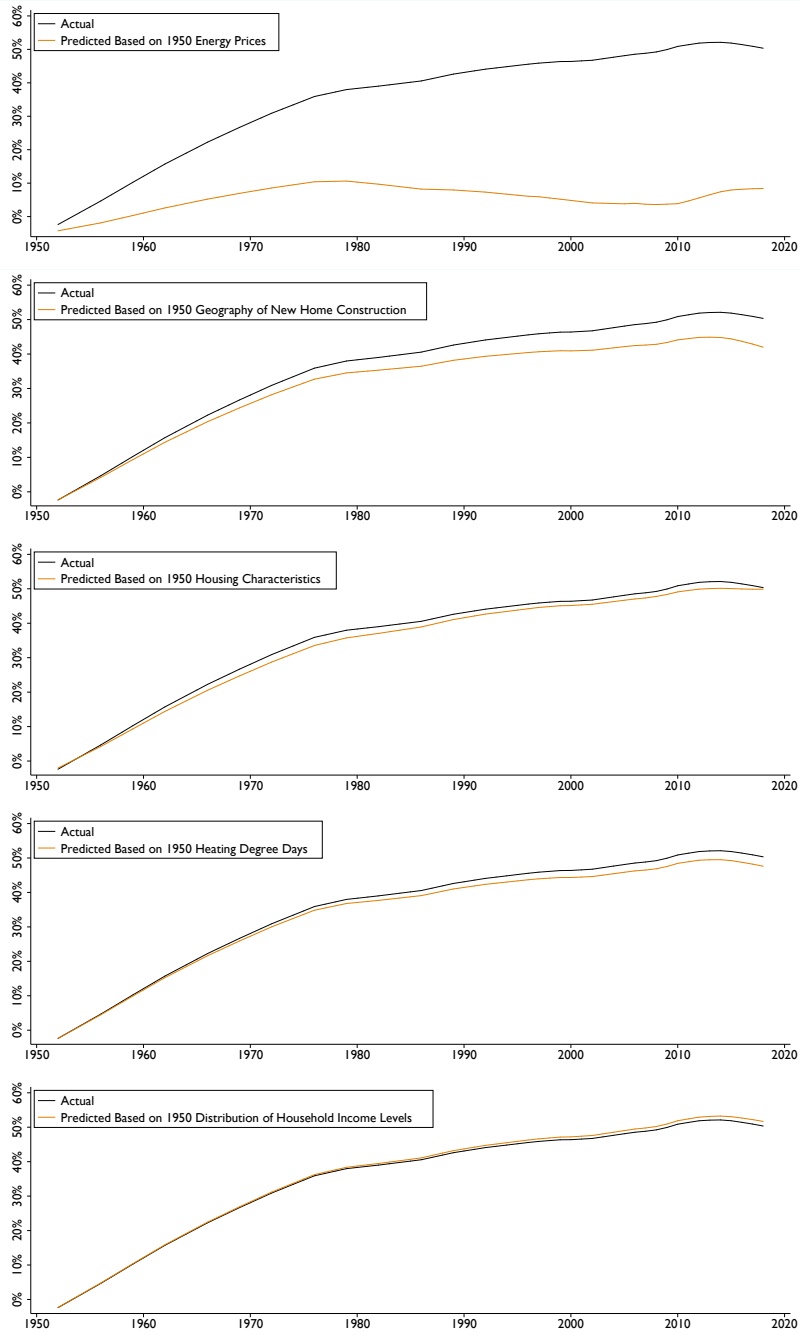 60%
50%
40%
30%
20%
10%
0%
Actual
Predicted Based on 1950 Energy Prices
1950 1960 1970 1980 1990 2000 2010 2020
60%
50%
40%
30%
20%
10%
0%
Actual
Predicted Based on 1950 Geography of New Home Construction
1950 1960 1970 1980 1990 2000 2010 2020
60%
50%
40%
30%
20%
10%
0%
Actual
Predicted Based on 1950 Housing Characteristics
1950 1960 1970 1980 1990 2000 2010 2020
60%
50%
40%
30%
20%
10%
0%
Actual
Predicted Based on 1950 Heating Degree Days
1950 1960 1970 1980 1990 2000 2010 2020
60%
50%
40%
30%
20%
10%
0%
Actual
Predicted Based on 1950 Distribution of Household Income Levels
1950 1960 1970 1980 1990 2000 2010 2020